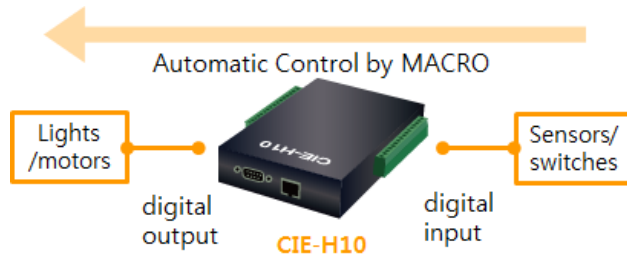 Automatic Control by MACRO
Lights
/motors
CIE-H10
Sensors/
switches
digital
output
digital
input
CIE-H10